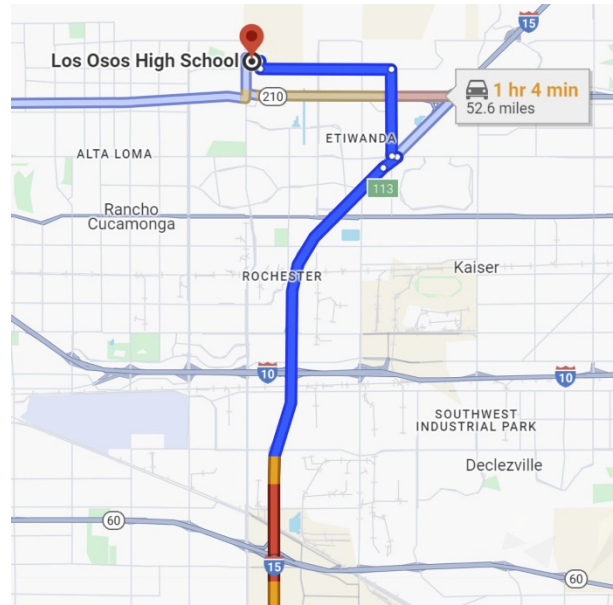 15
Los Osos High School
1 hr 4 min
52.6 miles
210
ETIWANDA
ALTA LOMA
113
Rancho
Cucamonga
Kaiser
ROCHESTER
10
10
SOUTHWEST
INDUSTRIAL PARK
Declezville
60
15
60